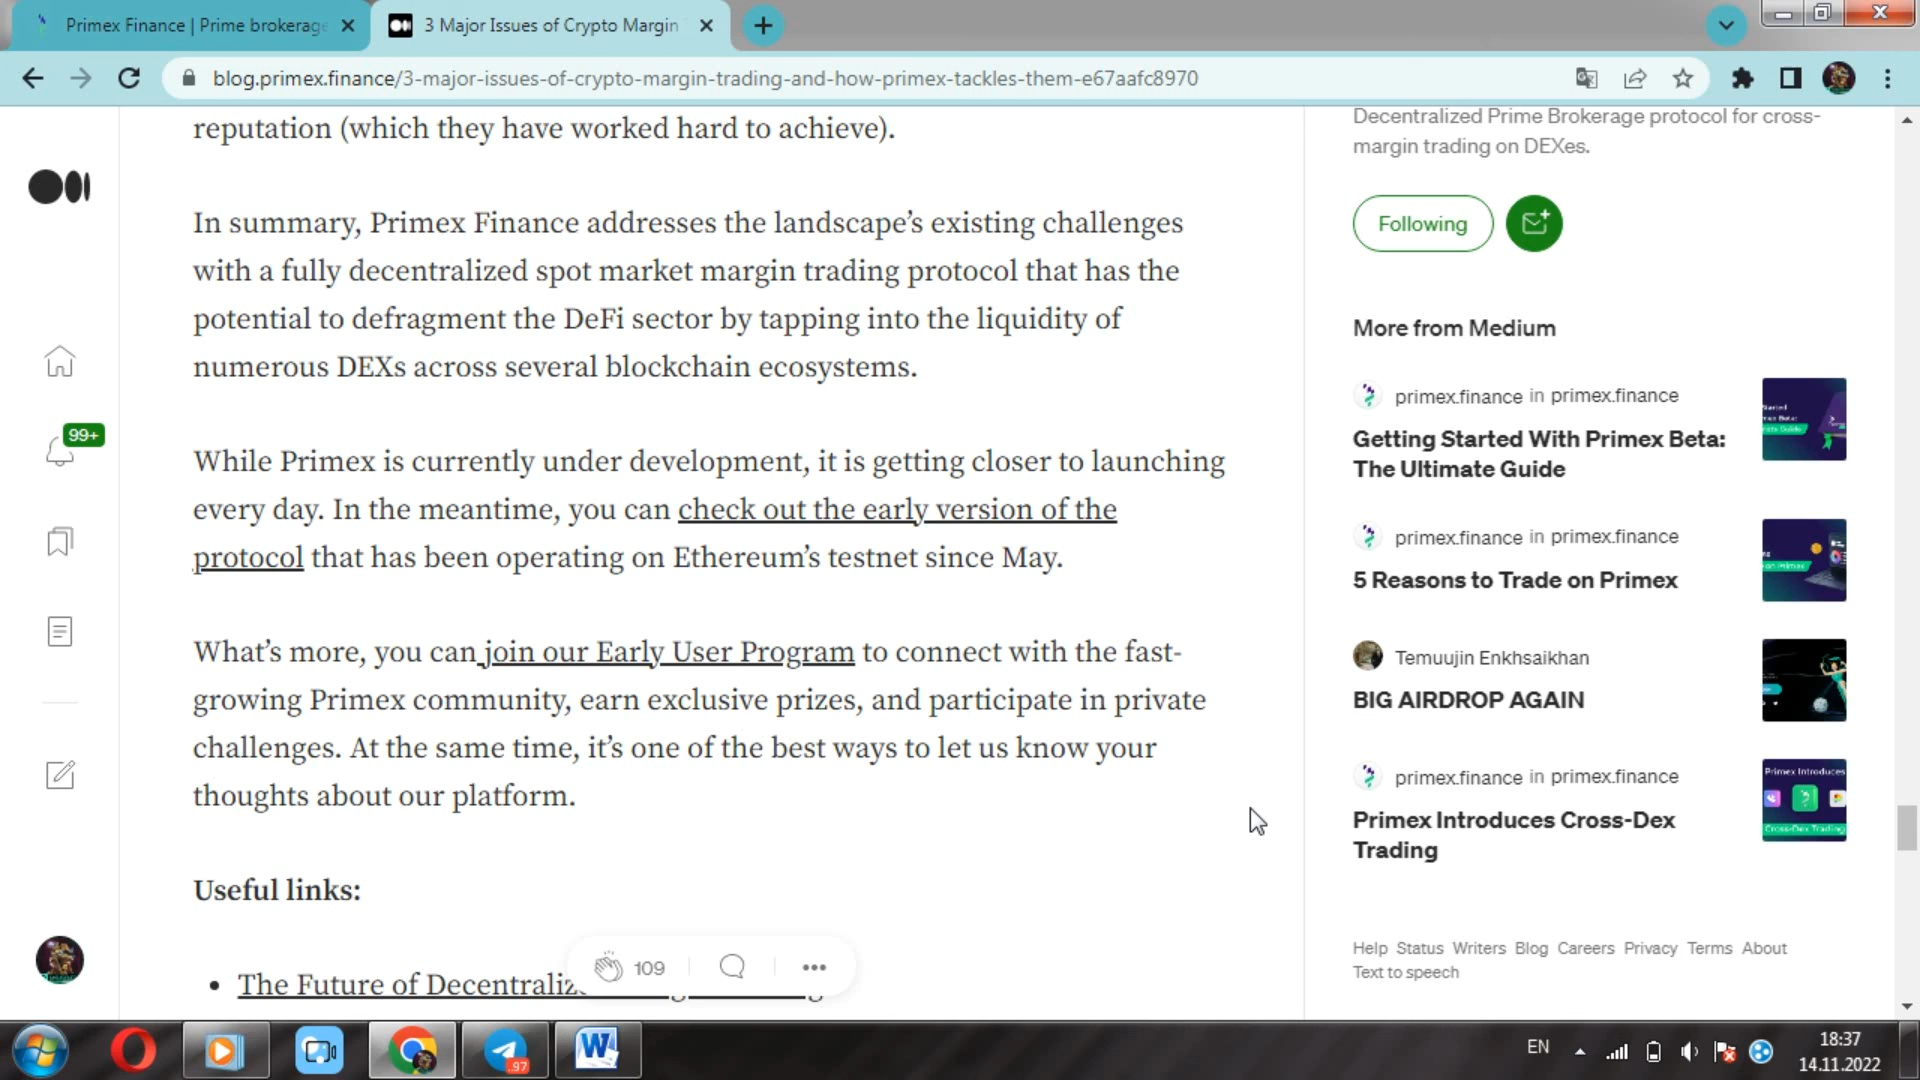 Primex Finance | Prime brokerage
3 Major Issues of Crypto Margin
blog.primex.finance/3-major-issues-of-crypto-margin-trading-and-how-primex-tackles-them-e67aafc8970
reputation (which they have worked hard to achieve).
In summary, Primex Finance addresses the landscape’s existing challenges
with a fully decentralized spot market margin trading protocol that has the
potential to defragment the DeFi sector by tapping into the liquidity of
numerous DEXs across several blockchain ecosystems.
While Primex is currently under development, it is getting closer to launching
every day. In the meantime, you can check out the early version of the
protocol that has been operating on Ethereum’s testnet since May.
What’s more, you can join our Early User Program to connect with the fast-
growing Primex community, earn exclusive prizes, and participate in private
challenges. At the same time, it’s one of the best ways to let us know your
thoughts about our platform.
Useful links:
• The Future of Decentraliz
109
99+
Decentralized Prime Brokerage protocol for cross-
margin trading on DEXes.
Following
More from Medium
primex.finance in primex.finance
Getting Started With Primex Beta:
The Ultimate Guide
primex.finance in primex.finance
5 Reasons to Trade on Primex
Temuujin Enkhsaikhan
BIG AIRDROP AGAIN
primex.finance in primex.finance
Primex Introduces Cross-Dex
Trading
Primex Introduces
Cross-Dex Trading
Help Status Writers Blog Careers Privacy Terms About
Text to speech
97
W
EN
18:37
14.11.2022